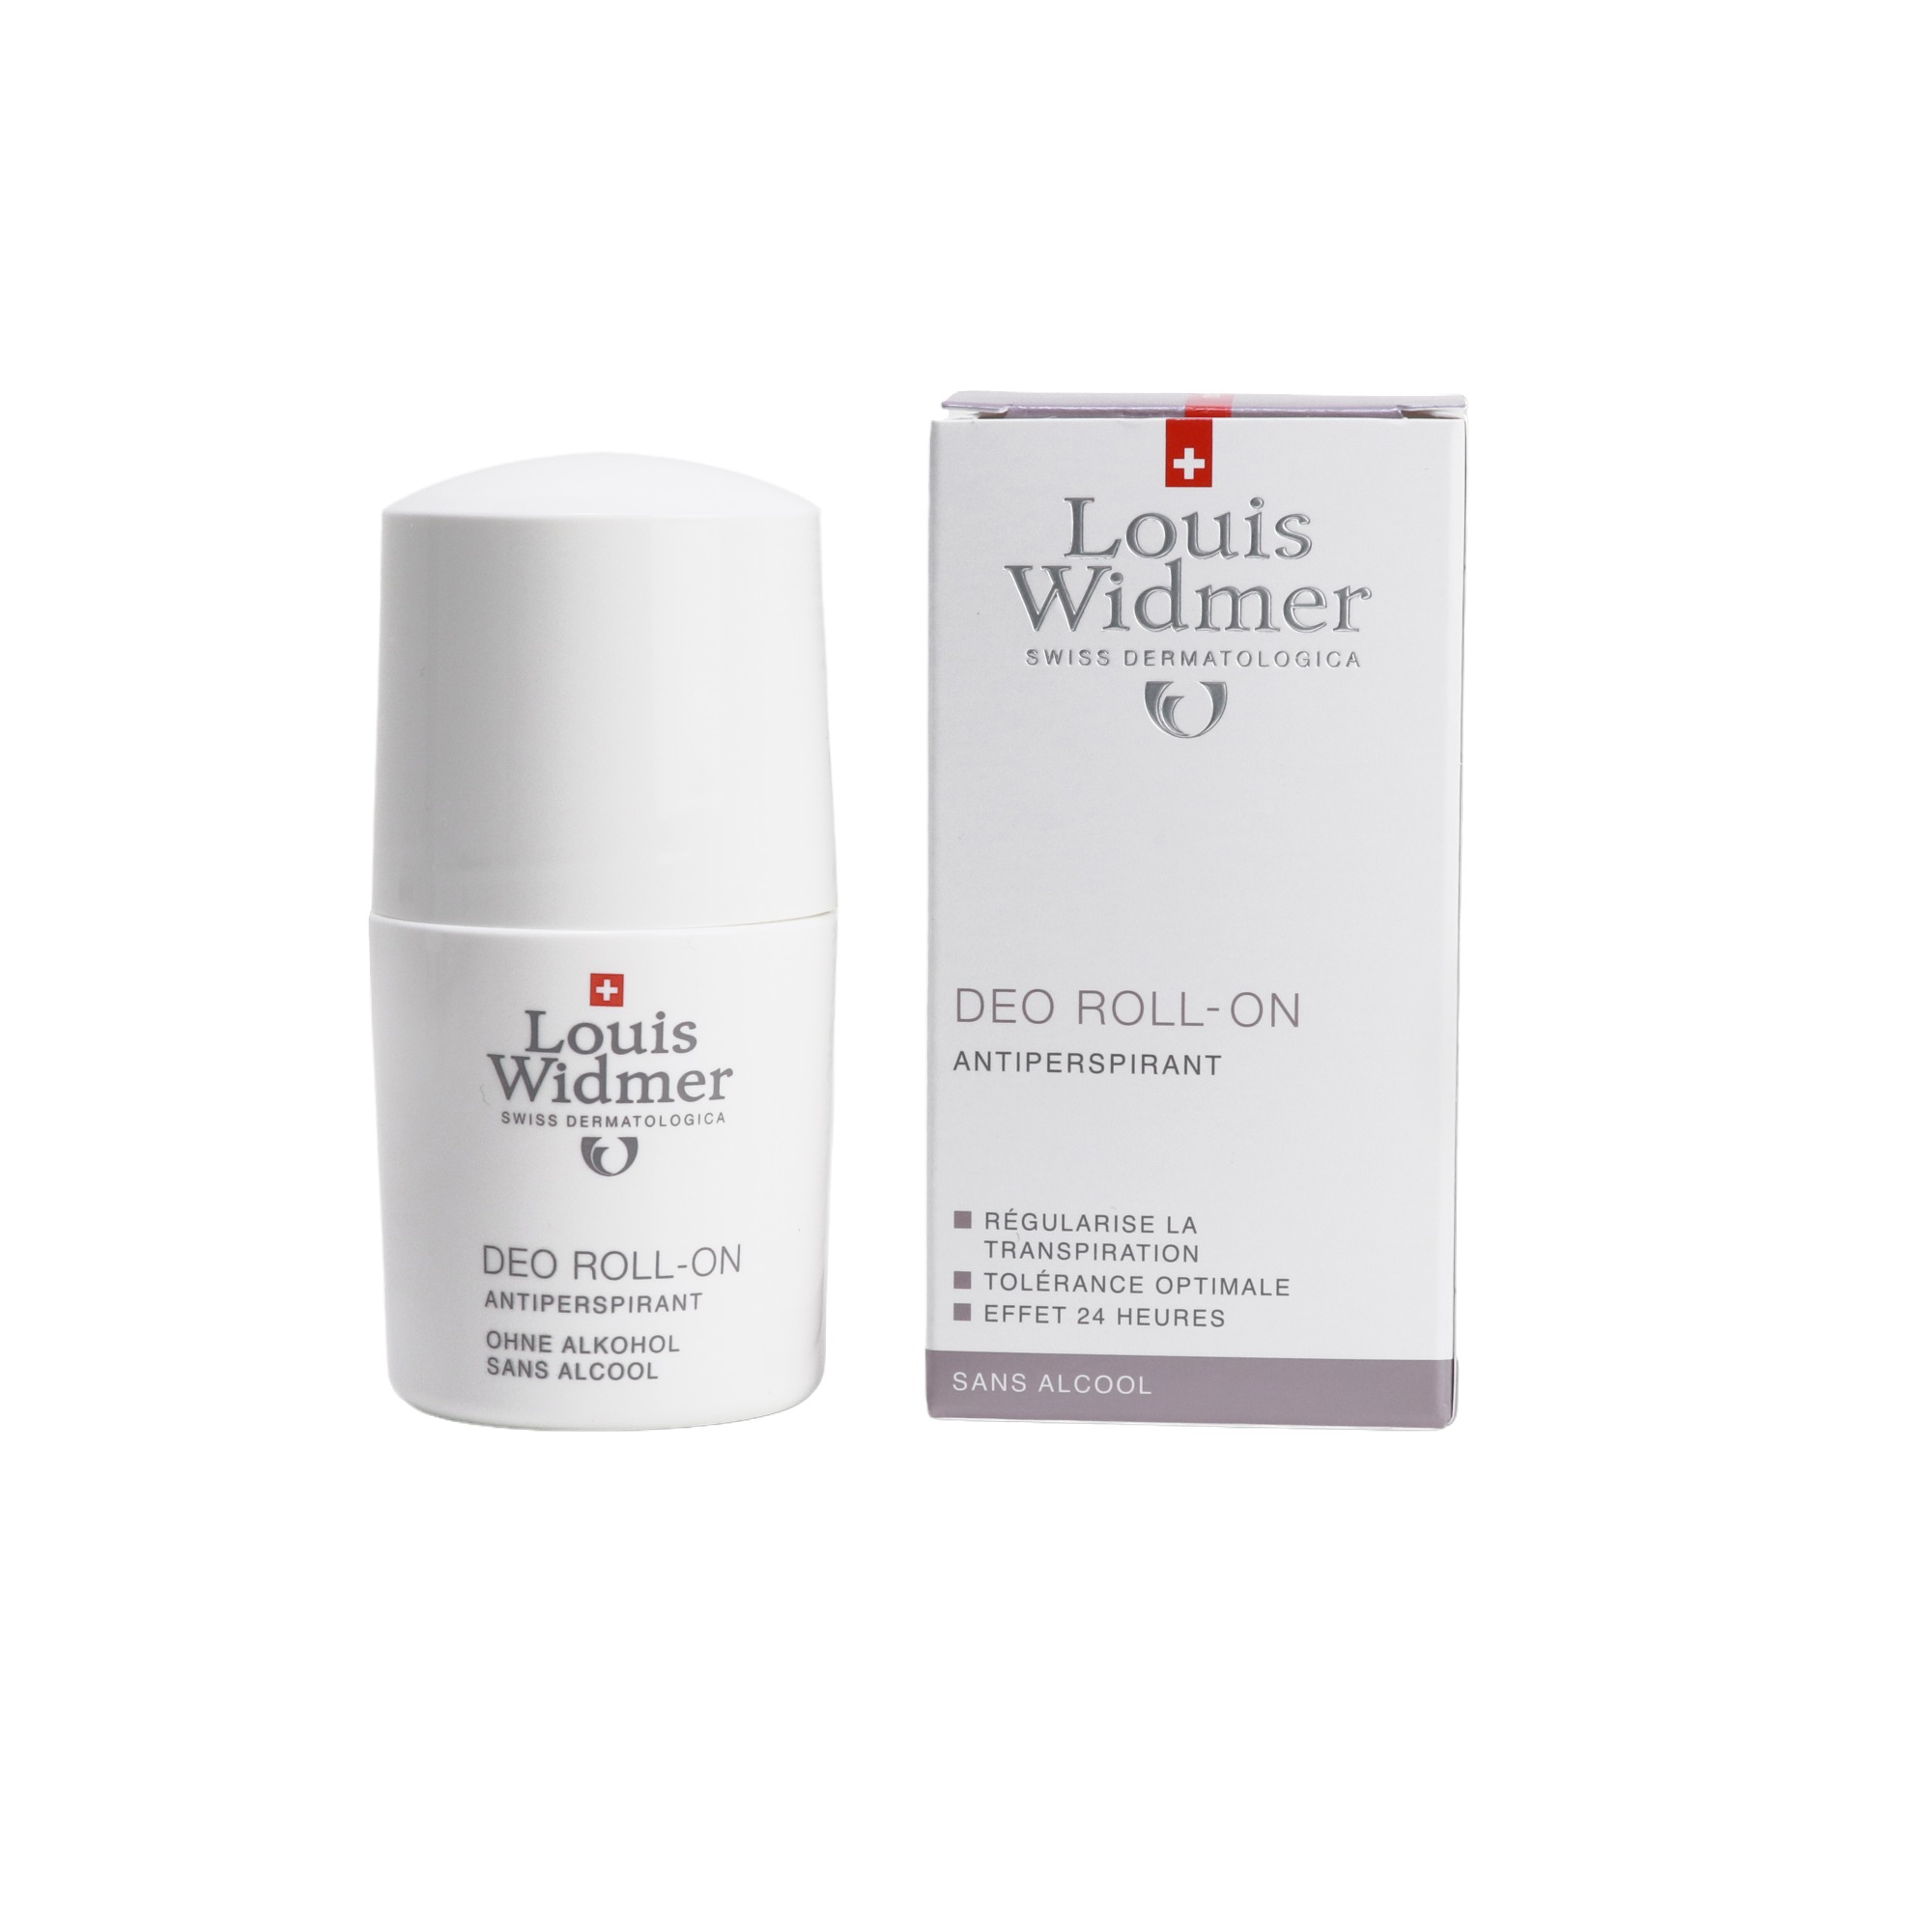 Louis
Widmer
SWISS DERMATOLOGICA
DEO ROLL-ON
ANTIPERSPIRANT
OHNE ALKOHOL
SANS ALCOOL
Louis
Widmer
SWISS DERMATOLOGICA
DEO ROLL-ON
ANTIPERSPIRANT
RÉGULARISE LA
TRANSPIRATION
TOLÉRANCE OPTIMALE
EFFET 24 HEURES
SANS ALCOOL